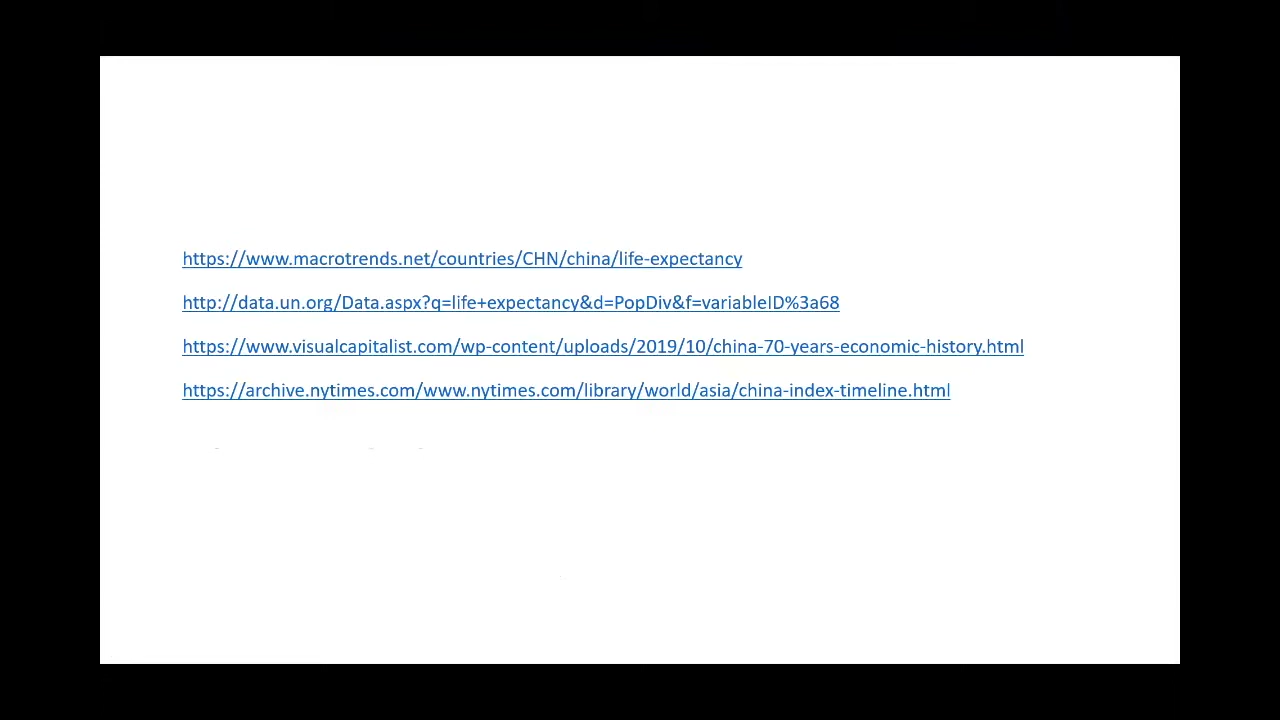 https://www.macrotrends.net/countries/CHN/china/life-expectancy
http://data.un.org/Data.aspx?q=life+expectancy&d=PopDiv&f=variableID%3a68
https://www.visualcapitalist.com/wp-content/uploads/2019/10/china-70-years-economic-history.html
https://archive.nytimes.com/www.nytimes.com/library/world/asia/china-index-timeline.html